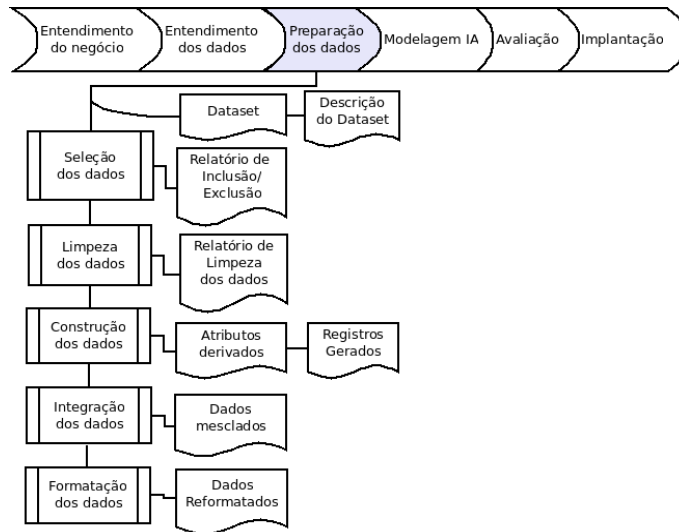 Entendimento
do negócio
Entendimento
dos dados
Preparação
dos dados
Modelagem IA
Avaliação
Implantação
Dataset
Descrição
do Dataset
Seleção
dos dados
Relatório de
Inclusão/
Exclusão
Limpeza
dos dados
Relatório de
Limpeza
dos dados
Construção
dos dados
Atributos
derivados
Registros
Gerados
Integração
dos dados
Dados
mesclados
Formatação
dos dados
Dados
Reformatados